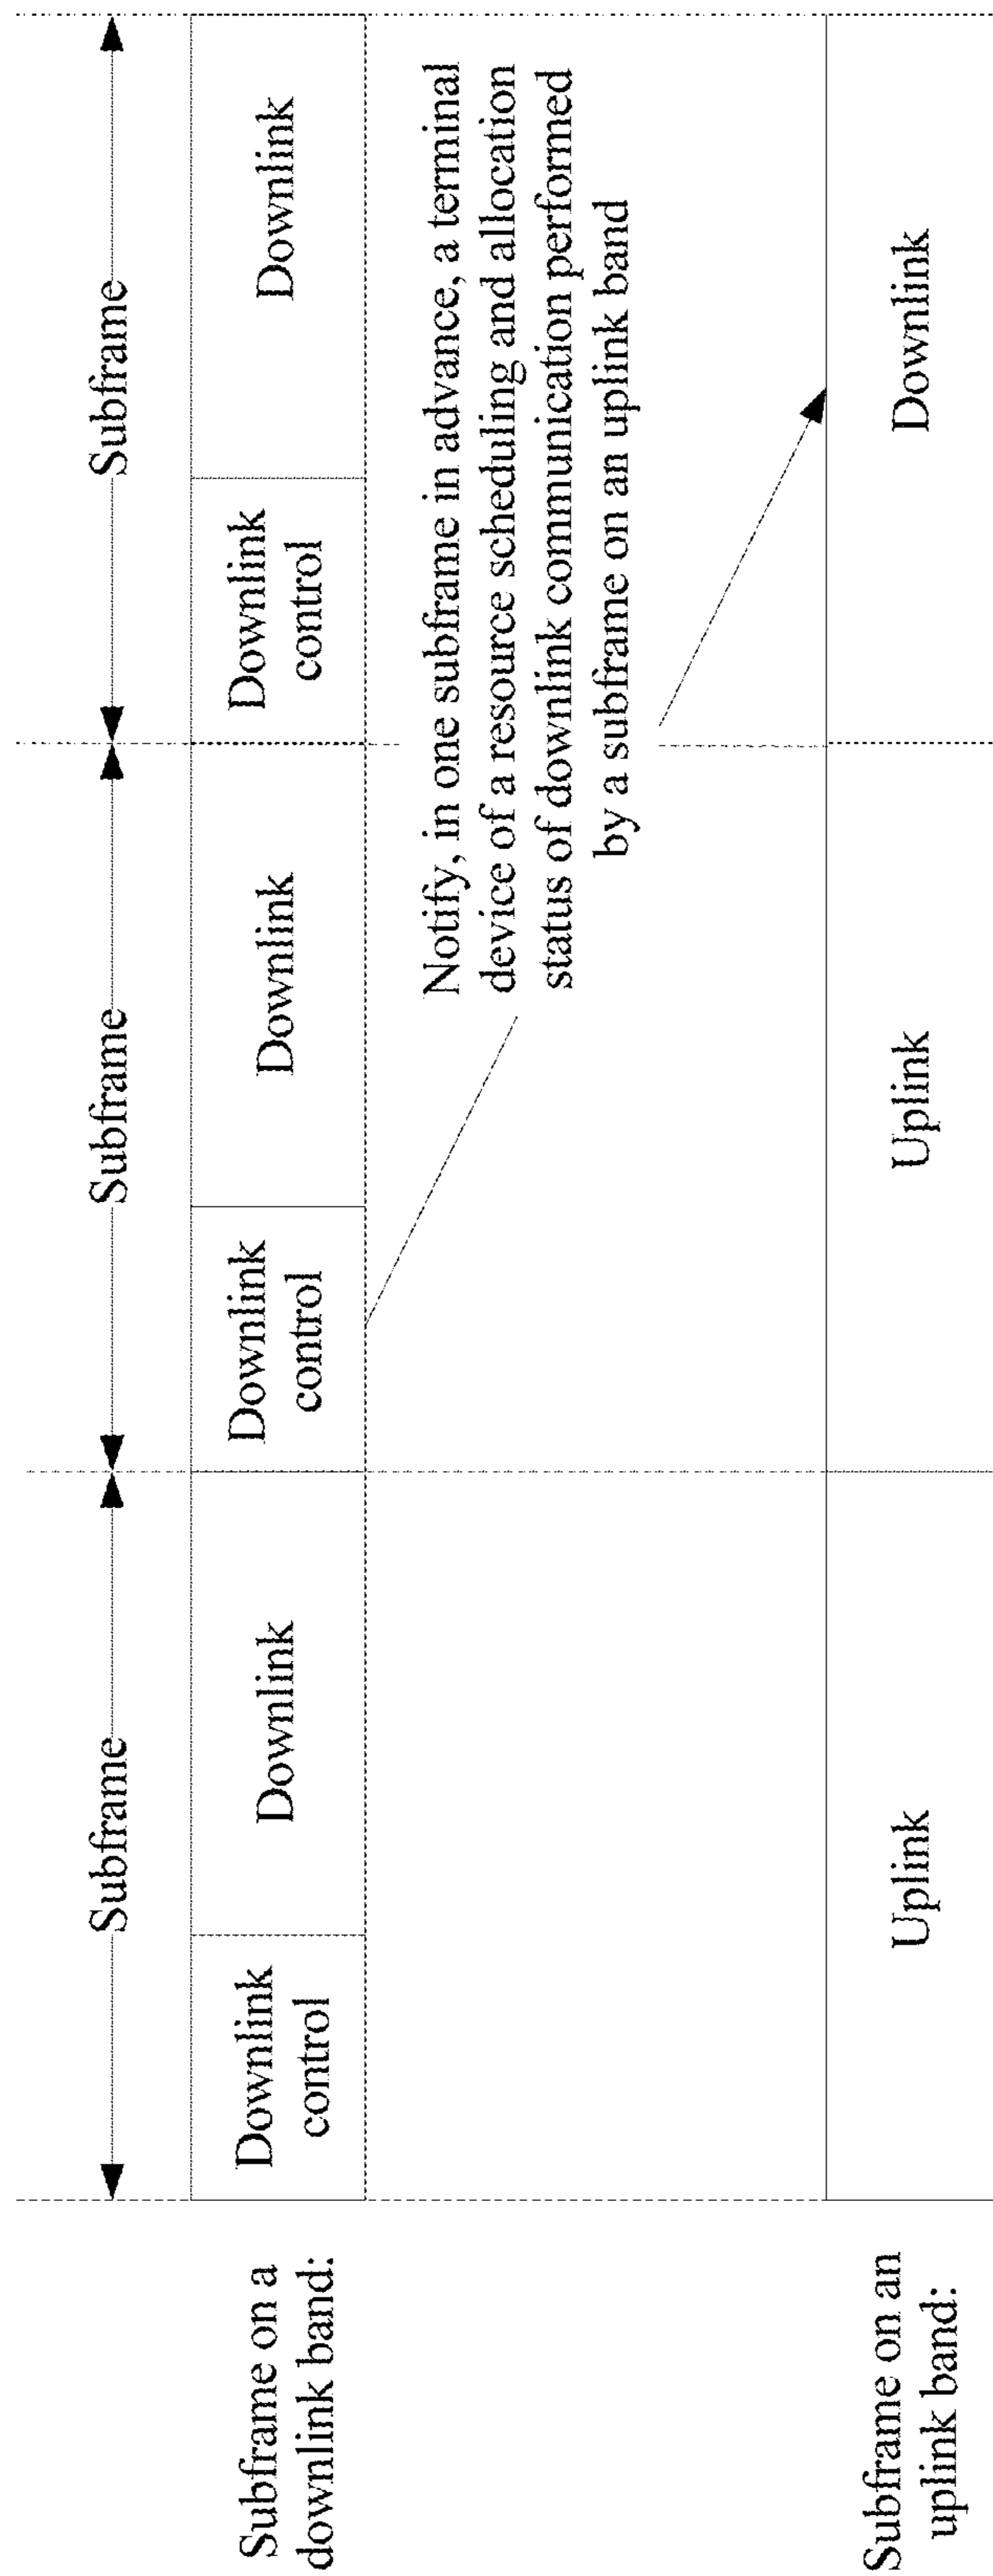 Subframe
Subframe
Subframe
Subframe on a
downlink band:
Downlink
control
Downlink
Downlink
control
Downlink
Downlink
control
Downlink
Notify, in one subframe in advance, a terminal
device of a resource scheduling and allocation
status of downlink communication performed
by a subframe on an uplink band
Subframe on an
uplink band:
Uplink
Uplink
Downlink